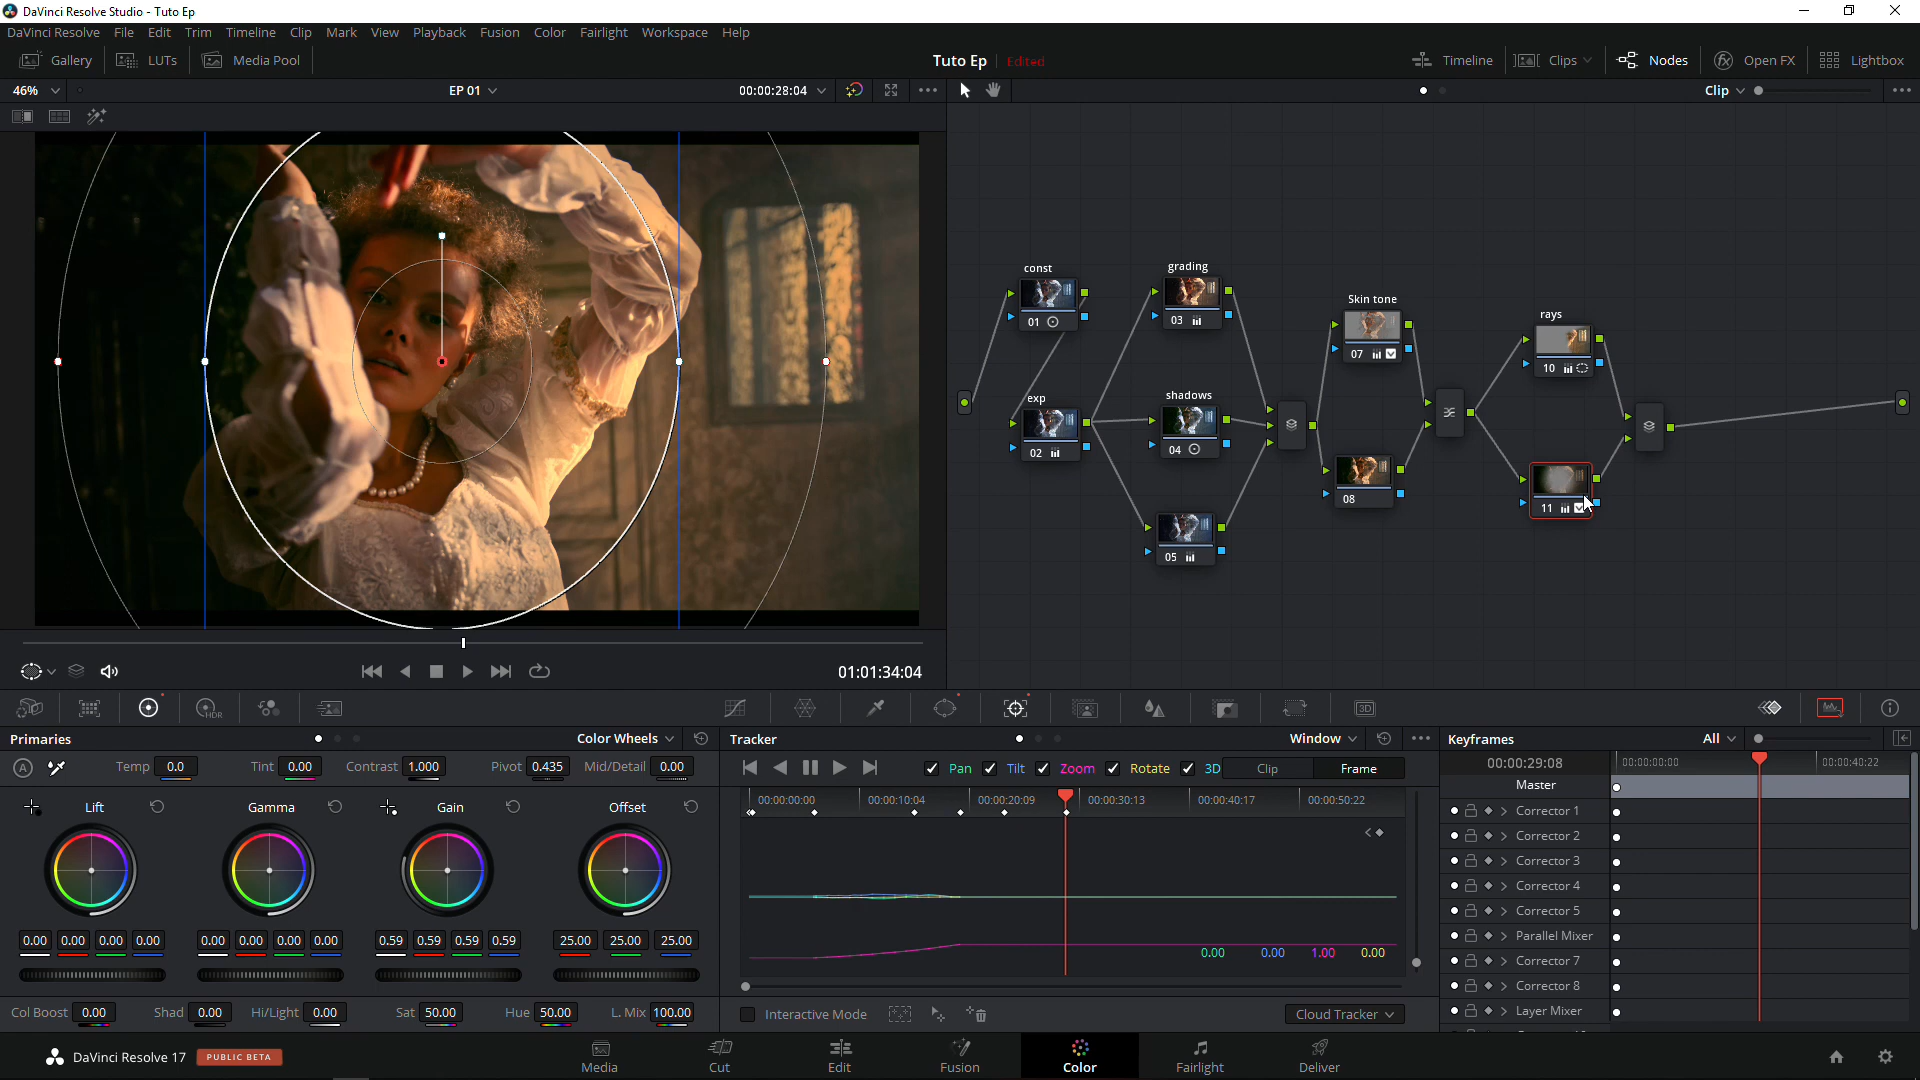 DaVinci Resolve Studio - Tuto Ep
DaVinci Resolve File Edit Trim Timeline Clip Mark View Playback Fusion Color Fairlight Workspace Help
Gallery LUTs Media Pool Tuto Ep Edited Timeline Clips Nodes Open FX Lightbox
46% EP 01 00:00:28:04 Clip
const
grading
Skin tone
rays
01
03
07
10
exp
shadows
02
04
08
11
05
01:01:34:04
HDR
3D
Primaries Color Wheels Tracker Window Keyframes All
A Temp 0.0 Tint 0.00 Contrast 1.000 Pivot 0.435 Mid/Detail 0.00
Pan Tilt Zoom Rotate 3D Clip Frame
00:00:29:08 00:00:00:00 00:00:40:22
Master
Lift Gamma Gain Offset
00:00:00:00 00:00:10:04 00:00:20:09 00:00:30:13 00:00:40:17 00:00:50:22
Corrector 1
Corrector 2
Corrector 3
Corrector 4
Corrector 5
Parallel Mixer
Corrector 7
Corrector 8
Layer Mixer
0.00 0.00 0.00 0.00 0.00 0.00 0.00 0.00 0.59 0.59 0.59 0.59 25.00 25.00 25.00
0.00 0.00 1.00 0.00
Col Boost 0.00 Shad 0.00 Hi/Light 0.00 Sat 50.00 Hue 50.00 L. Mix 100.00
Interactive Mode Cloud Tracker
DaVinci Resolve 17 PUBLIC BETA
Media Cut Edit Fusion Color Fairlight Deliver